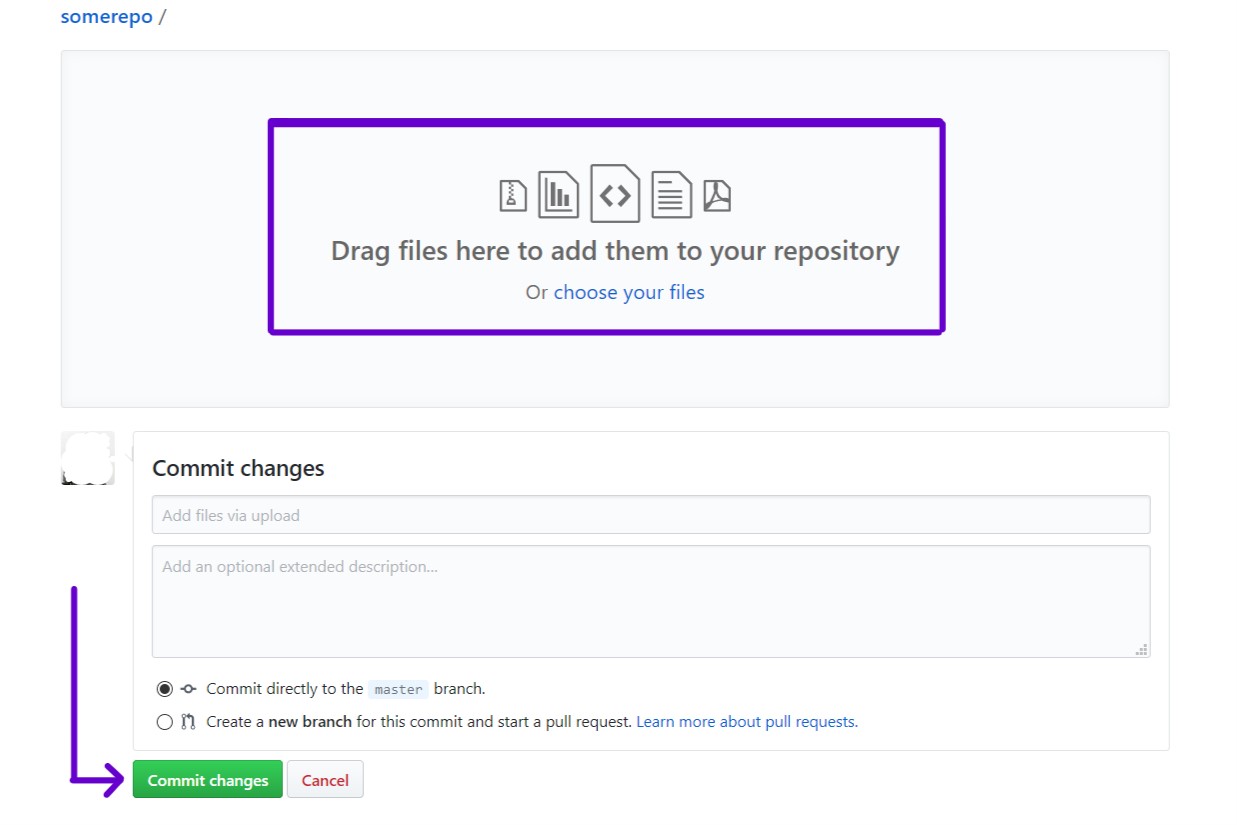 somerepo /
Drag files here to add them to your repository
Or choose your files
Commit changes
Add files via upload
Add an optional extended description...
Commit directly to the master branch.
Create a new branch for this commit and start a pull request. Learn more about pull requests.
Commit changes Cancel